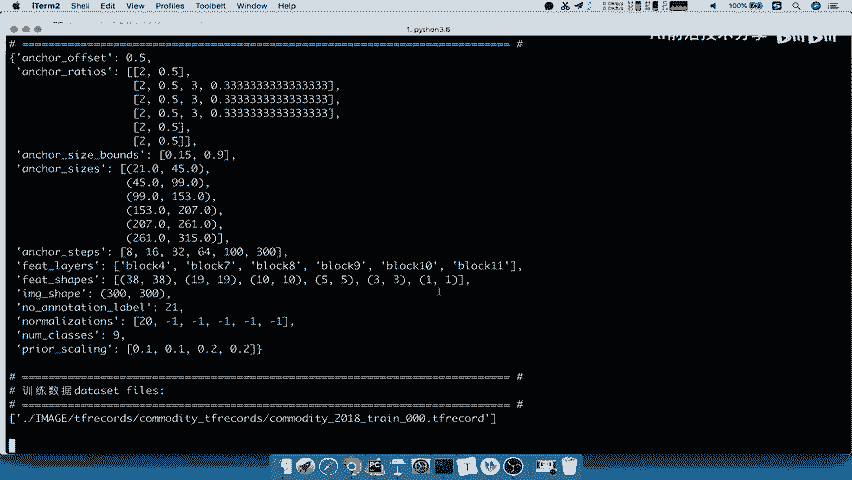 iTerm2 Shell Edit View Profiles Toolbelt Window Help 100%
1. python3.6
# ============================================================================= #
{'anchor_offset': 0.5,
'anchor_ratios': [[2, 0.5],
[2, 0.5, 3, 0.3333333333333333],
[2, 0.5, 3, 0.3333333333333333],
[2, 0.5, 3, 0.3333333333333333],
[2, 0.5],
[2, 0.5]],
'anchor_size_bounds': [0.15, 0.9],
'anchor_sizes': [(21.0, 45.0),
(45.0, 99.0),
(99.0, 153.0),
(153.0, 207.0),
(207.0, 261.0),
(261.0, 315.0)],
'anchor_steps': [8, 16, 32, 64, 100, 300],
'feat_layers': ['block4', 'block7', 'block8', 'block9', 'block10', 'block11'],
'feat_shapes': [(38, 38), (19, 19), (10, 10), (5, 5), (3, 3), (1, 1)],
'img_shape': (300, 300),
'no_annotation_label': 21,
'normalizations': [20, -1, -1, -1, -1, -1],
'num_classes': 9,
'prior_scaling': [0.1, 0.1, 0.2, 0.2]}
# ============================================================================= #
# 训练数据dataset files:
# ============================================================================= #
['./IMAGE/tfrecords/commodity_tfrecords/commodity_2018_train_000.tfrecord']